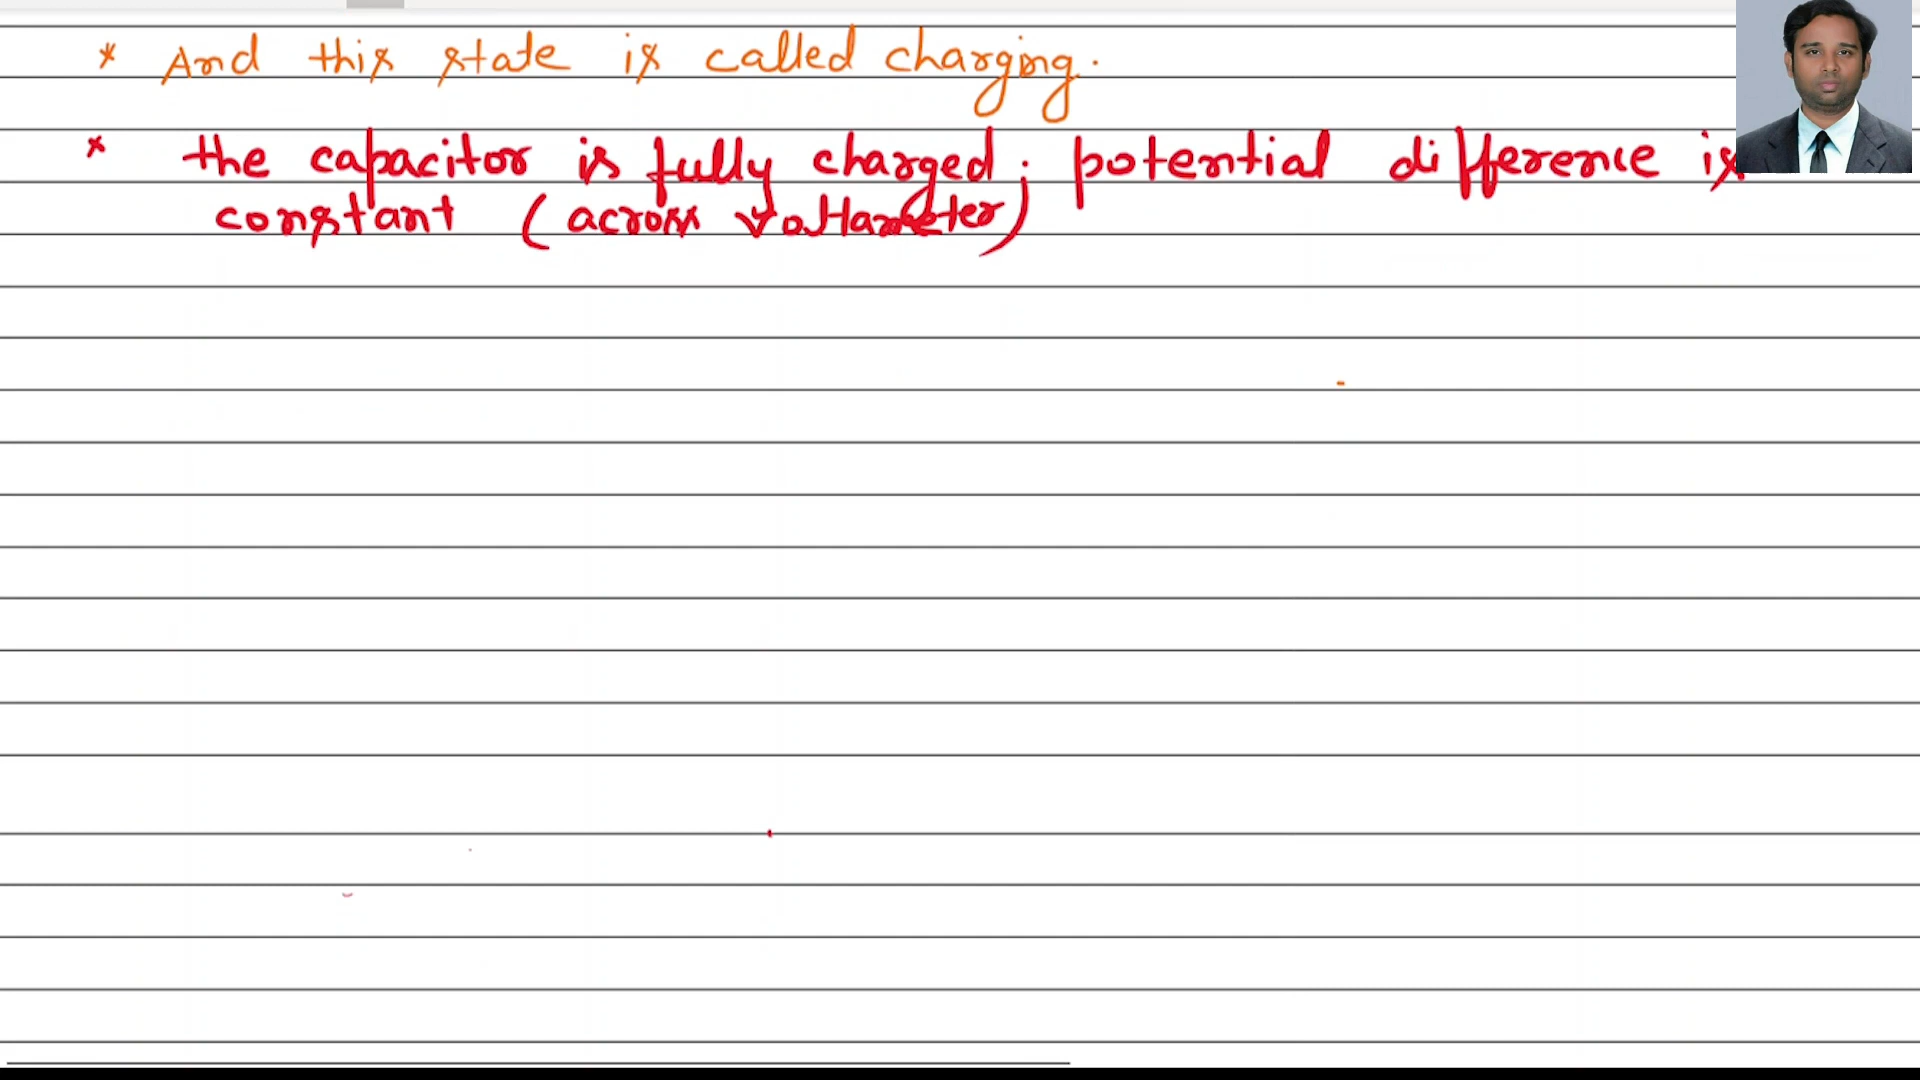 * And this state is called charging.
* the capacitor is fully charged; potential difference is
constant (across voltameter)